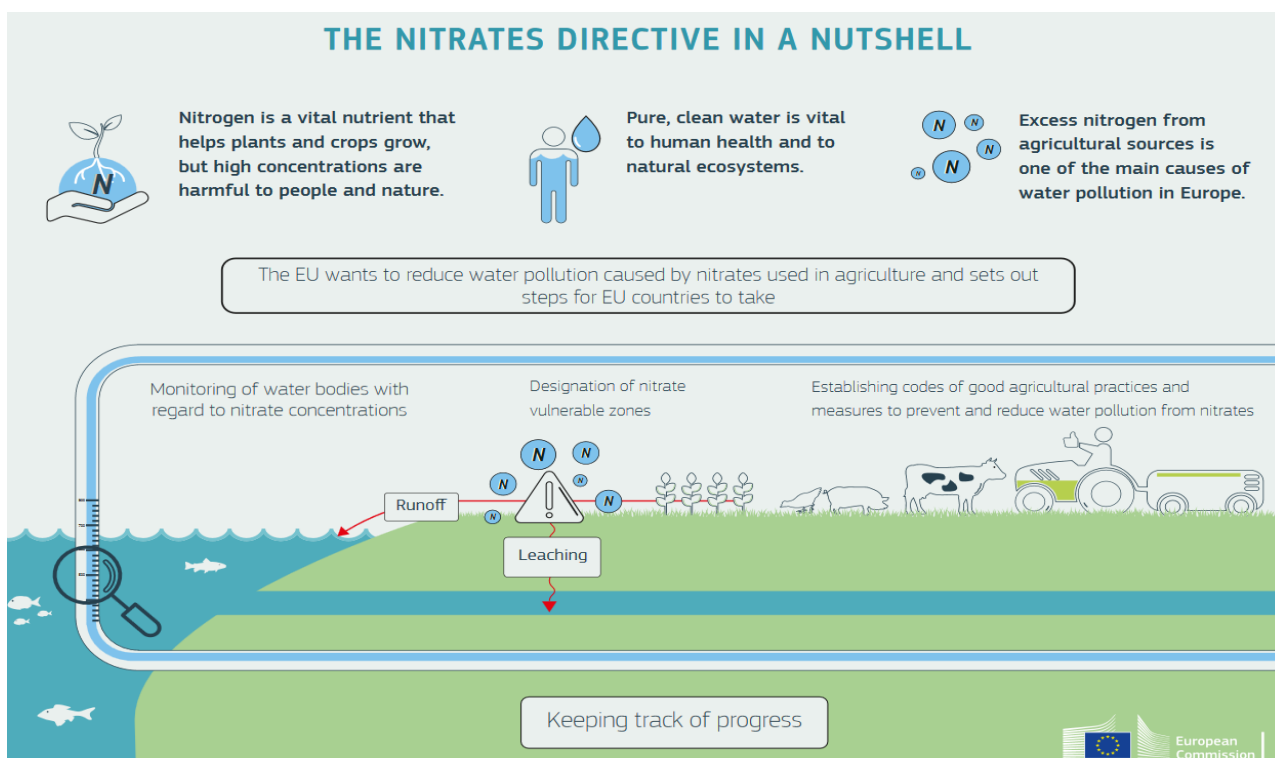 THE NITRATES DIRECTIVE IN A NUTSHELL
Nitrogen is a vital nutrient that
helps plants and crops grow,
but high concentrations are
harmful to people and nature.
N
Pure, clean water is vital
to human health and to
natural ecosystems.
N
N
N
N
N
Excess nitrogen from
agricultural sources is
one of the main causes of
water pollution in Europe.
The EU wants to reduce water pollution caused by nitrates used in agriculture and sets out
steps for EU countries to take
Monitoring of water bodies with
regard to nitrate concentrations
Designation of nitrate
vulnerable zones
Establishing codes of good agricultural practices and
measures to prevent and reduce water pollution from nitrates
N
N
N
N
N
N
Runoff
Leaching
Keeping track of progress
European
Commission